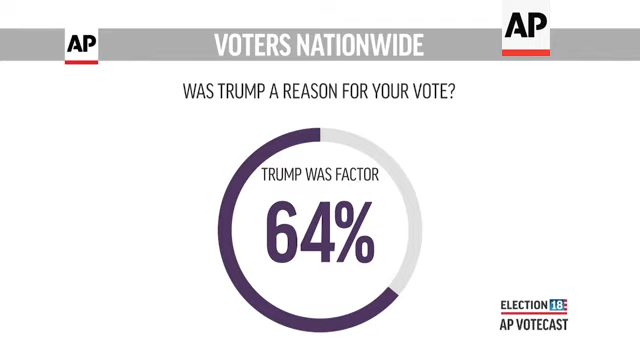 AP
VOTERS NATIONWIDE
AP
WAS TRUMP A REASON FOR YOUR VOTE?
TRUMP WAS FACTOR
64%
ELECTION 18
AP VOTECAST